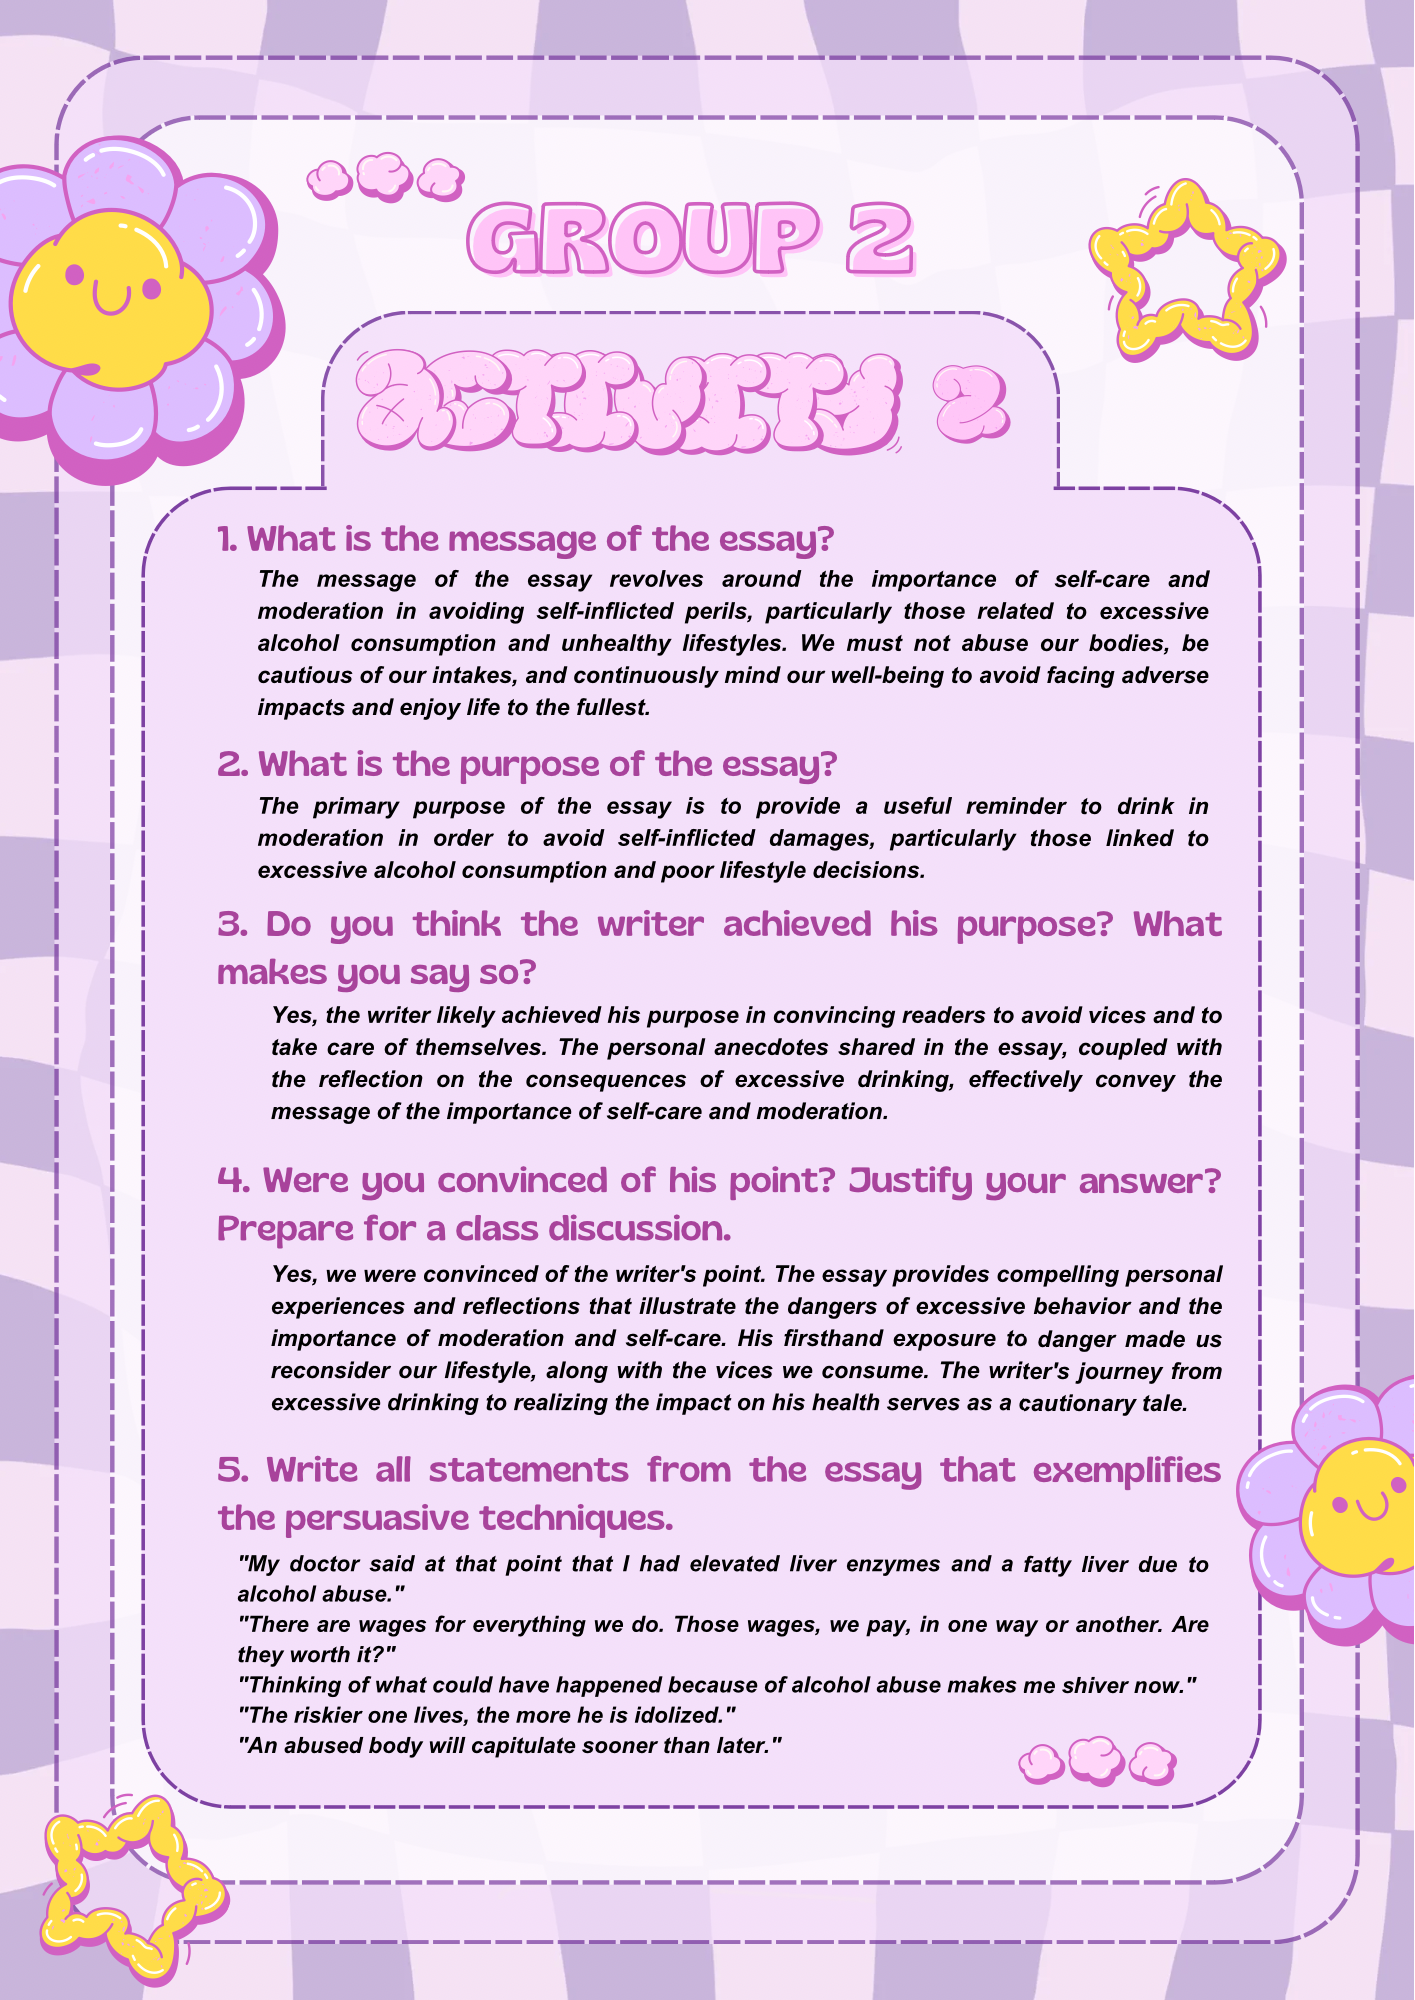 GROUP 2
ACTIVITY 2
1. What is the message of the essay?
The message of the essay revolves around the importance of self-care and
moderation in avoiding self-inflicted perils, particularly those related to excessive
alcohol consumption and unhealthy lifestyles. We must not abuse our bodies, be
cautious of our intakes, and continuously mind our well-being to avoid facing adverse
impacts and enjoy life to the fullest.
2. What is the purpose of the essay?
The primary purpose of the essay is to provide a useful reminder to drink in
moderation in order to avoid self-inflicted damages, particularly those linked to
excessive alcohol consumption and poor lifestyle decisions.
3. Do you think the writer achieved his purpose? What
makes you say so?
Yes, the writer likely achieved his purpose in convincing readers to avoid vices and to
take care of themselves. The personal anecdotes shared in the essay, coupled with
the reflection on the consequences of excessive drinking, effectively convey the
message of the importance of self-care and moderation.
4. Were you convinced of his point? Justify your answer?
Prepare for a class discussion.
Yes, we were convinced of the writer's point. The essay provides compelling personal
experiences and reflections that illustrate the dangers of excessive behavior and the
importance of moderation and self-care. His firsthand exposure to danger made us
reconsider our lifestyle, along with the vices we consume. The writer's journey from
excessive drinking to realizing the impact on his health serves as a cautionary tale.
5. Write all statements from the essay that exemplifies
the persuasive techniques.
"My doctor said at that point that I had elevated liver enzymes and a fatty liver due to
alcohol abuse."
"There are wages for everything we do. Those wages, we pay, in one way or another. Are
they worth it?"
"Thinking of what could have happened because of alcohol abuse makes me shiver now."
"The riskier one lives, the more he is idolized."
"An abused body will capitulate sooner than later."